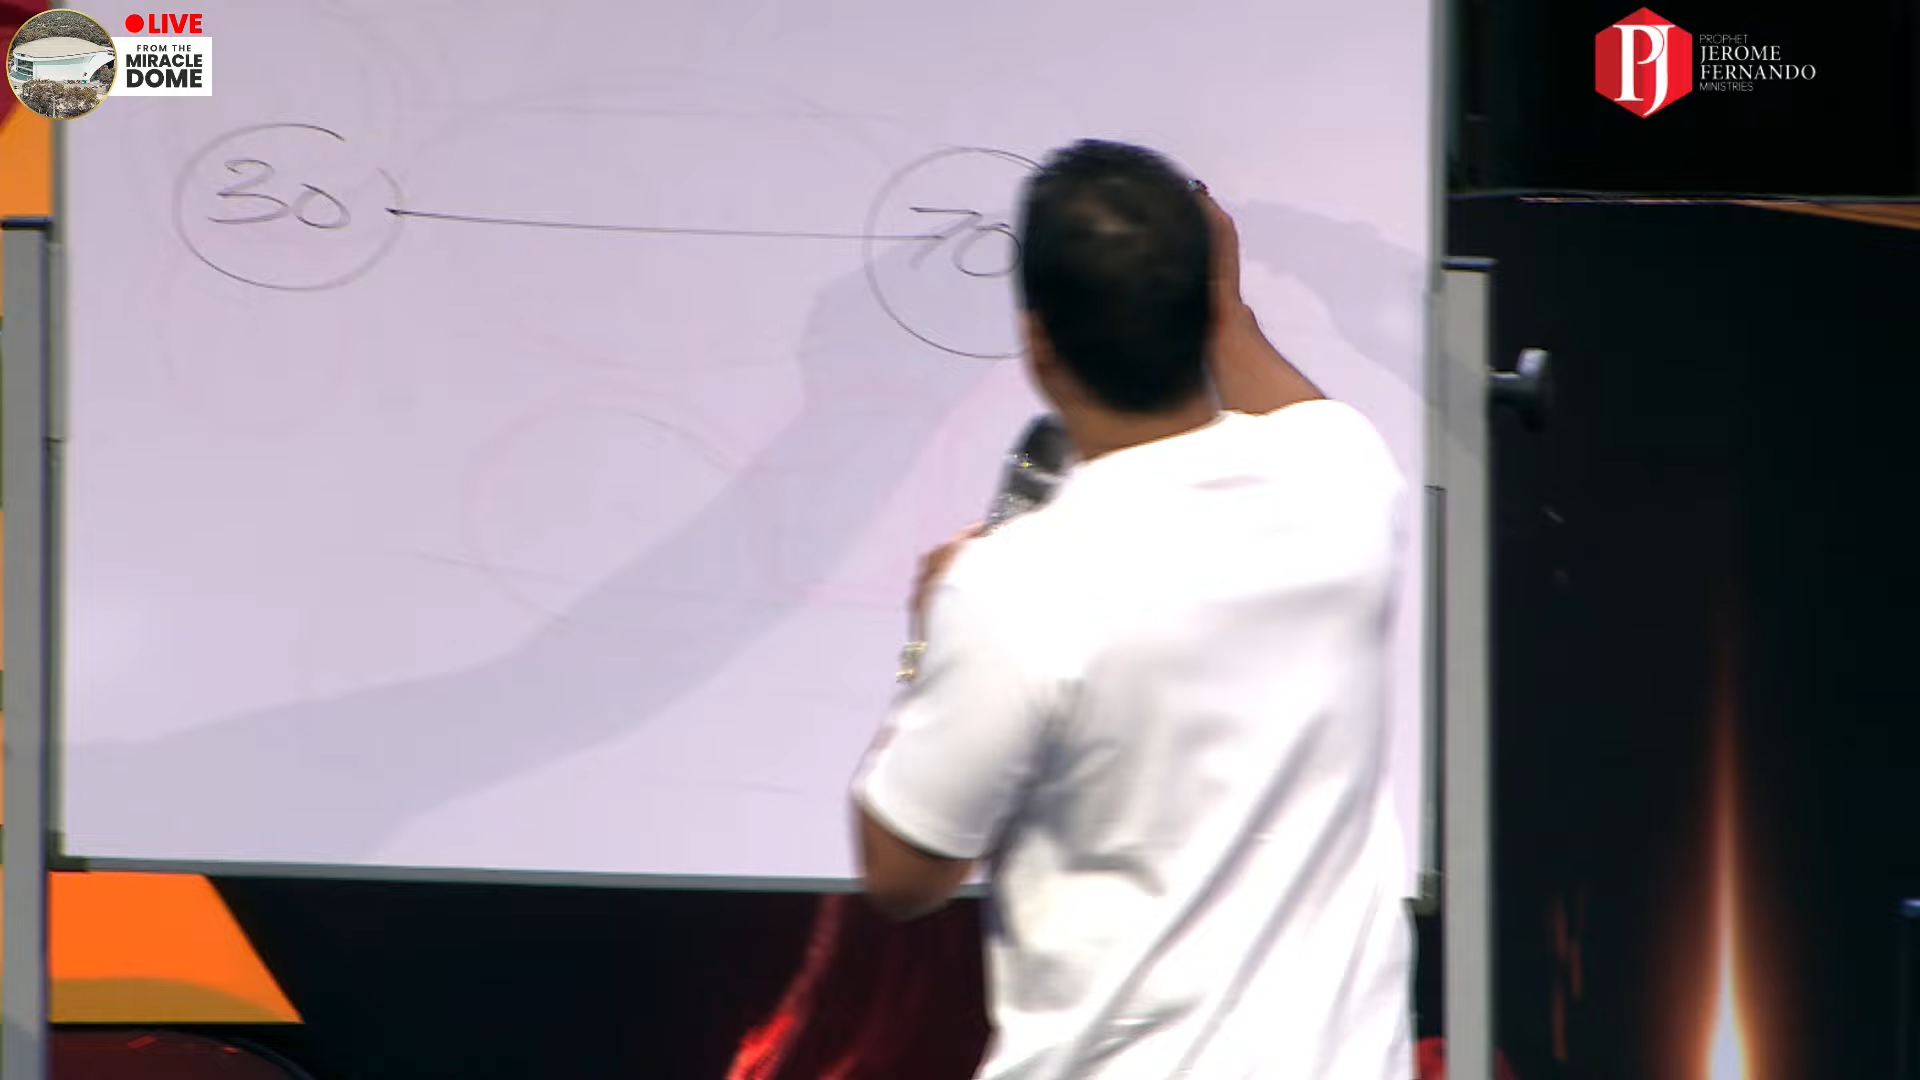 LIVE
FROM THE
MIRACLE
DOME
PJ
PROPHET
JEROME
FERNANDO
MINISTRIES
30
70